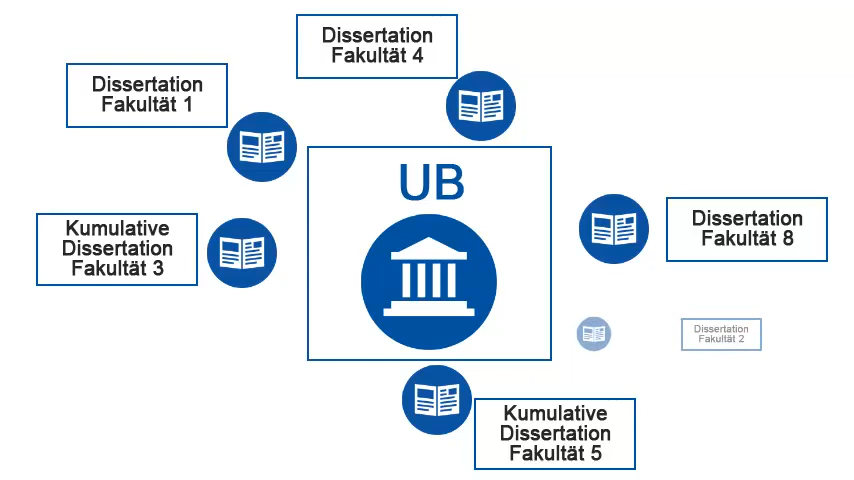 Dissertation
Fakultät 4
Dissertation
Fakultät 1
UB
Kumulative
Dissertation
Fakultät 3
Dissertation
Fakultät 8
Dissertation
Fakultät 2
Kumulative
Dissertation
Fakultät 5